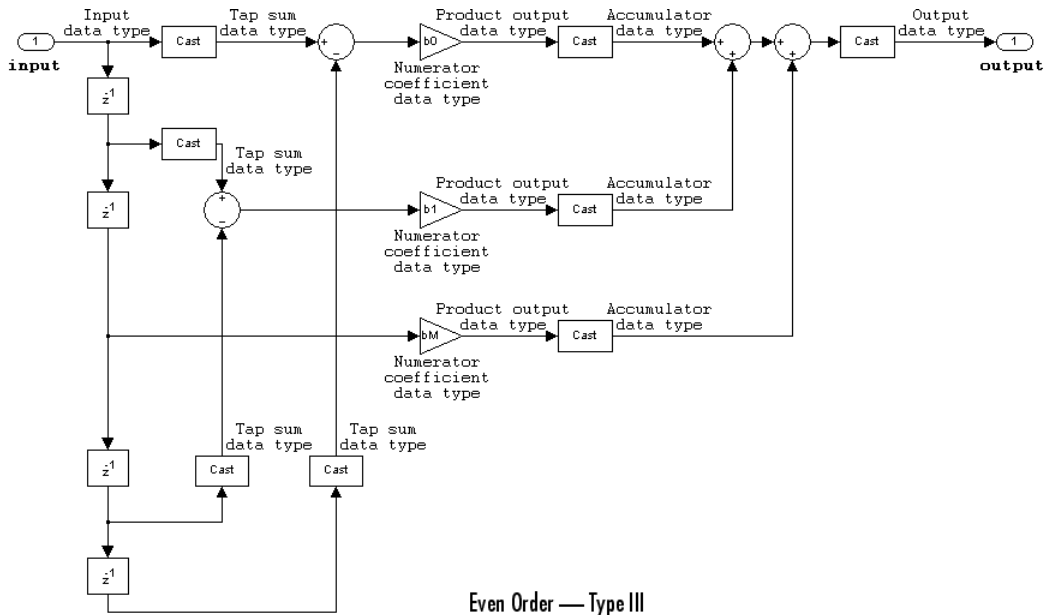 Input
data type
Tap sum
data type
Product output
data type
Accumulator
data type
Output
data type
1
input
Cast
+
−
b0
Cast
+
+
+
+
Cast
1
output
Numerator
coefficient
data type
z-1
Cast
Tap sum
data type
Product output
data type
Accumulator
data type
z-1
+
−
b1
Cast
Numerator
coefficient
data type
Product output
data type
Accumulator
data type
bM
Cast
Numerator
coefficient
data type
Tap sum
data type
Tap sum
data type
z-1
Cast
Cast
z-1
Even Order — Type III